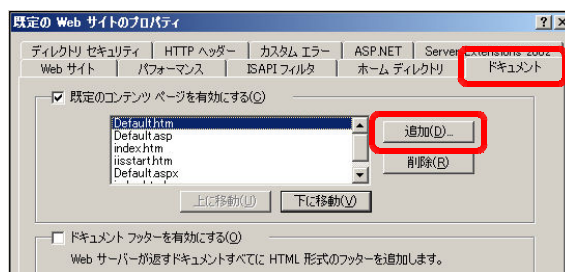 既定の Web サイトのプロパティ
ディレクトリ セキュリティ HTTP ヘッダー カスタム エラー ASP.NET Server Extensions 2002
Web サイト パフォーマンス ISAPI フィルタ ホーム ディレクトリ ドキュメント
既定のコンテンツ ページを有効にする(C)
Default.htm
Default.asp
index.htm
iisstart.htm
Default.aspx
追加(D)...
削除(R)
上に移動(U) 下に移動(V)
ドキュメント フッターを有効にする(O)
Web サーバーが返すドキュメントすべてに HTML 形式のフッターを追加します。